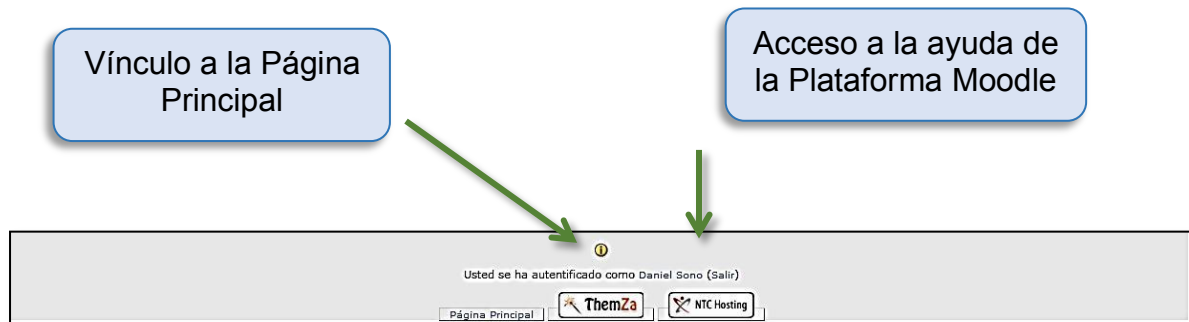 Vínculo a la Página
Principal
Acceso a la ayuda de
la Plataforma Moodle
Usted se ha autentificado como Daniel Sono (Salir)
Página Principal
ThemZa
NTC Hosting